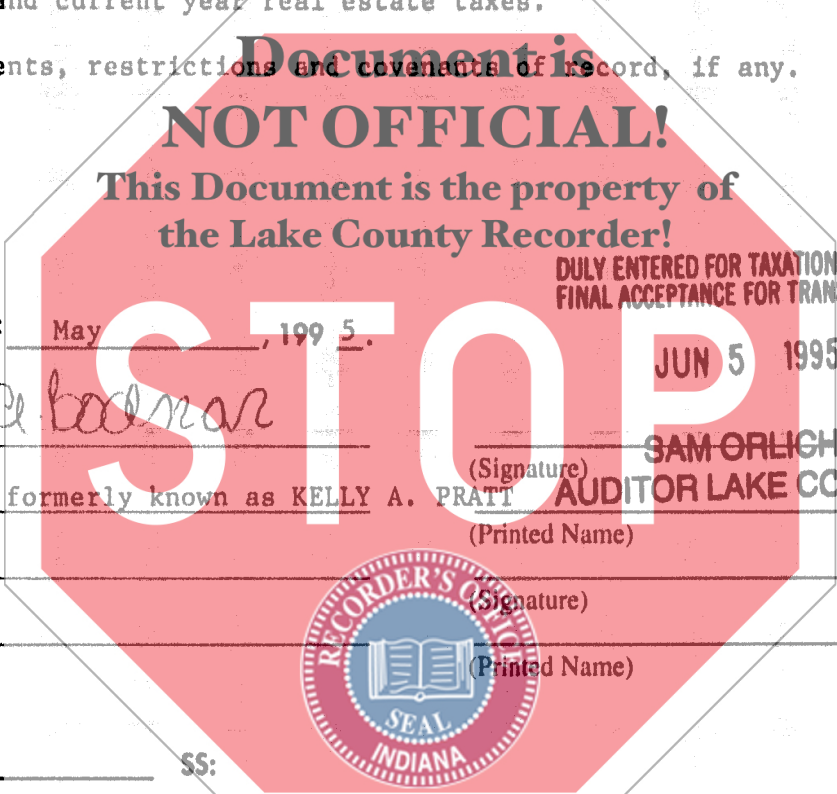 and current year real estate taxes.
Document is
ents, restrictions and covenants of record, if any.
NOT OFFICIAL!
This Document is the property of
the Lake County Recorder!
DULY ENTERED FOR TAXATION
FINAL ACCEPTANCE FOR TRAN
May , 199 5.
JUN 5 1995
STOP
bodnar
SAM ORLICH
(Signature)
formerly known as KELLY A. PRATT
AUDITOR LAKE CO
(Printed Name)
(Signature)
(Printed Name)
RECORDER'S OFFICE
SEAL
INDIANA
SS: